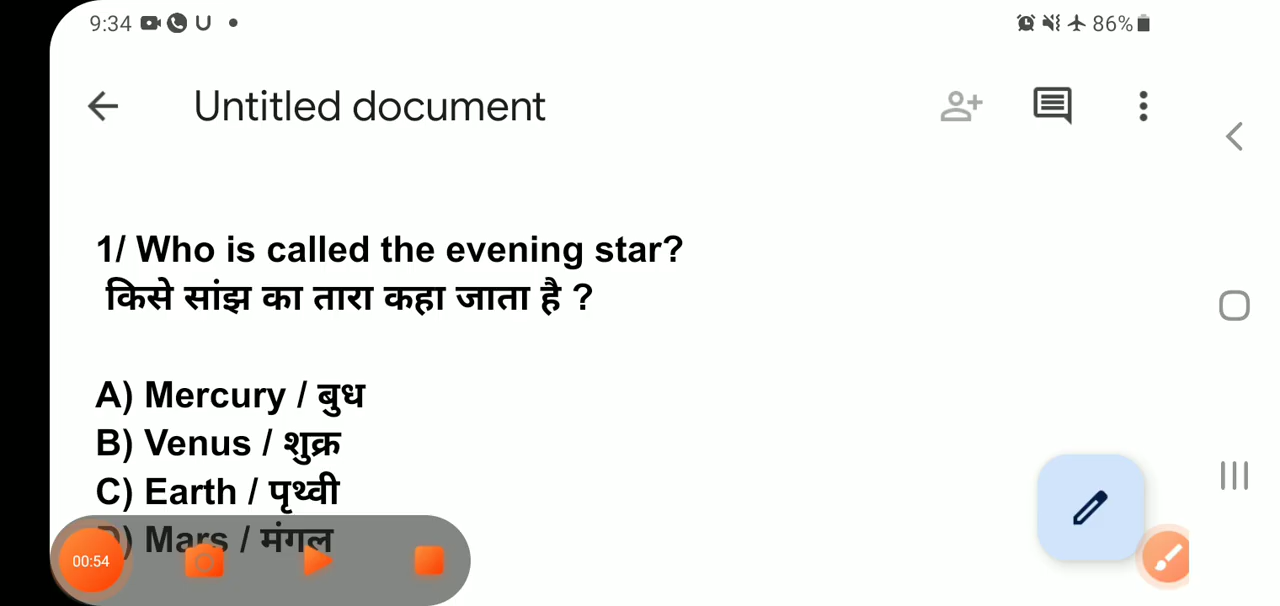 9:34
86%
Untitled document
1/ Who is called the evening star?
किसे सांझ का तारा कहा जाता है ?
A) Mercury / बुध
B) Venus / शुक्र
C) Earth / पृथ्वी
D) Mars / मंगल
00:54